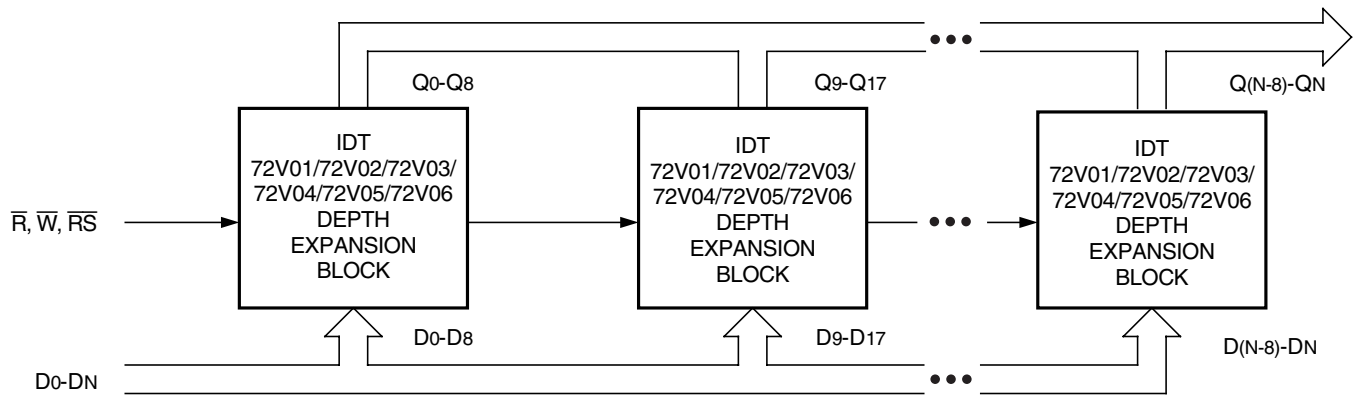 Q0-Q8
Q9-Q17
Q(N-8)-QN
IDT
72V01/72V02/72V03/
72V04/72V05/72V06
DEPTH
EXPANSION
BLOCK
IDT
72V01/72V02/72V03/
72V04/72V05/72V06
DEPTH
EXPANSION
BLOCK
IDT
72V01/72V02/72V03/
72V04/72V05/72V06
DEPTH
EXPANSION
BLOCK
R̅, W̅, R̅S̅
D0-D8
D9-D17
D(N-8)-DN
D0-DN